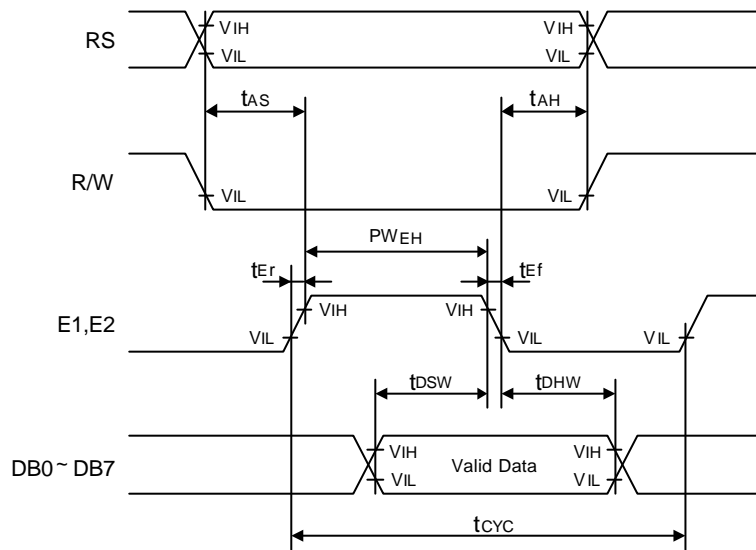 RS
VIH
VIH
VIL
VIL
tAS
tAH
R/W
VIL
VIL
PWEH
tEr
tEf
E1,E2
VIH
VIH
VIL
VIL
VIL
tDSW
tDHW
DB0 ~ DB7
VIH
Valid Data
VIH
VIL
VIL
tCYC